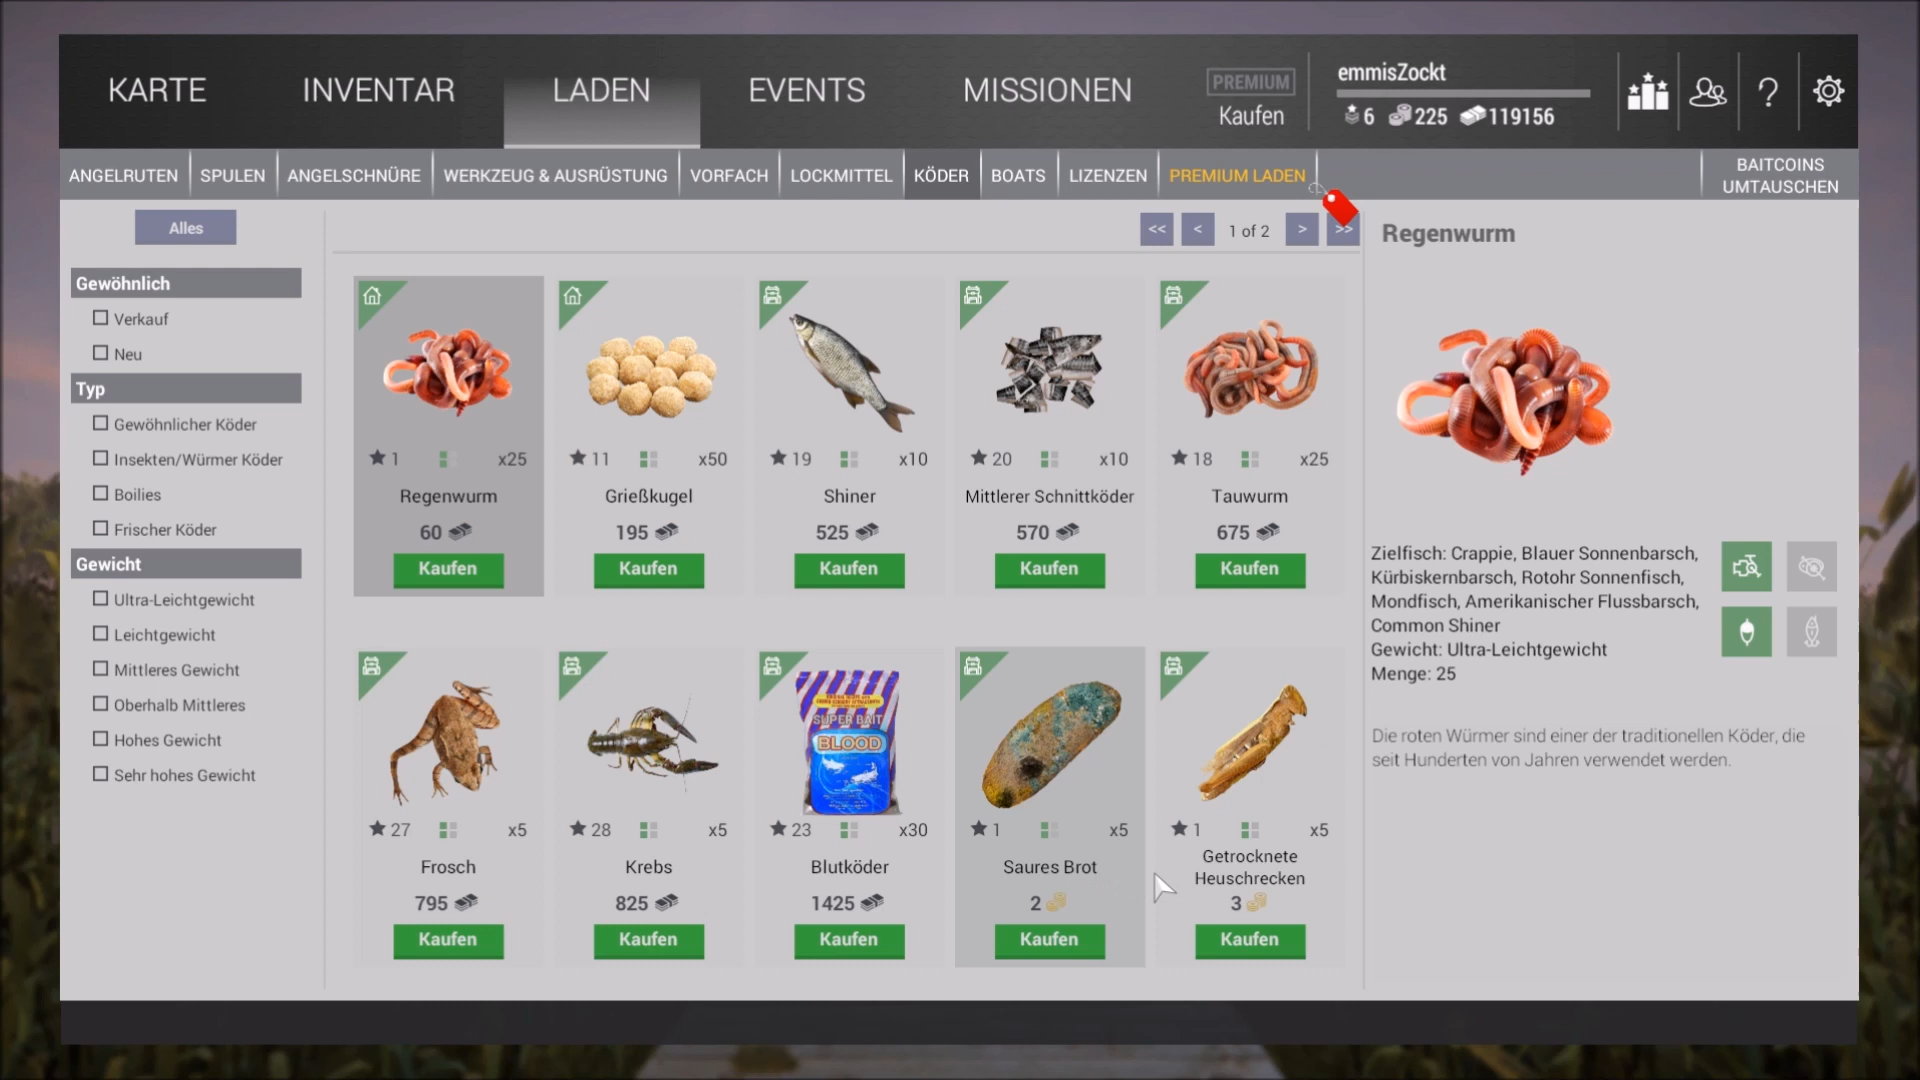 KARTE INVENTAR LADEN EVENTS MISSIONEN
PREMIUM
Kaufen
emmisZockt
6 225 119156
ANGELRUTEN SPULEN ANGELSCHNÜRE WERKZEUG & AUSRÜSTUNG VORFACH LOCKMITTEL KÖDER BOATS LIZENZEN PREMIUM LADEN
BAITCOINS
UMTAUSCHEN
Alles
Gewöhnlich
Verkauf
Neu
Typ
Gewöhnlicher Köder
Insekten/Würmer Köder
Boilies
Frischer Köder
Gewicht
Ultra-Leichtgewicht
Leichtgewicht
Mittleres Gewicht
Oberhalb Mittleres
Hohes Gewicht
Sehr hohes Gewicht
<< < 1 of 2 > >>
1 x25
Regenwurm
60
Kaufen
11 x50
Grießkugel
195
Kaufen
19 x10
Shiner
525
Kaufen
20 x10
Mittlerer Schnittköder
570
Kaufen
18 x25
Tauwurm
675
Kaufen
27 x5
Frosch
795
Kaufen
28 x5
Krebs
825
Kaufen
SUPER BAIT
BLOOD
23 x30
Blutköder
1425
Kaufen
1 x5
Saures Brot
2
Kaufen
1 x5
Getrocknete
Heuschrecken
3
Kaufen
Regenwurm
Zielfisch: Crappie, Blauer Sonnenbarsch,
Kürbiskernbarsch, Rotohr Sonnenfisch,
Mondfisch, Amerikanischer Flussbarsch,
Common Shiner
Gewicht: Ultra-Leichtgewicht
Menge: 25
Die roten Würmer sind einer der traditionellen Köder, die
seit Hunderten von Jahren verwendet werden.